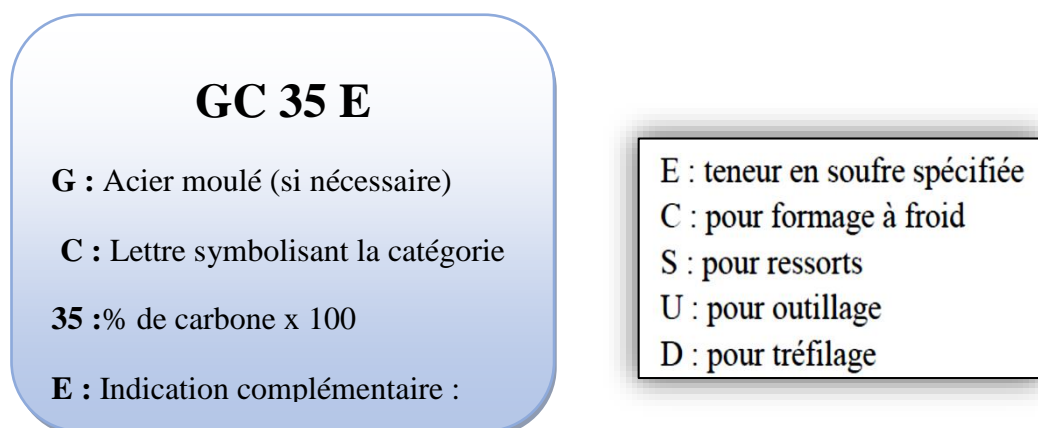 GC 35 E
G : Acier moulé (si nécessaire)
C : Lettre symbolisant la catégorie
35 :% de carbone x 100
E : Indication complémentaire :
E : teneur en soufre spécifiée
C : pour formage à froid
S : pour ressorts
U : pour outillage
D : pour tréfilage